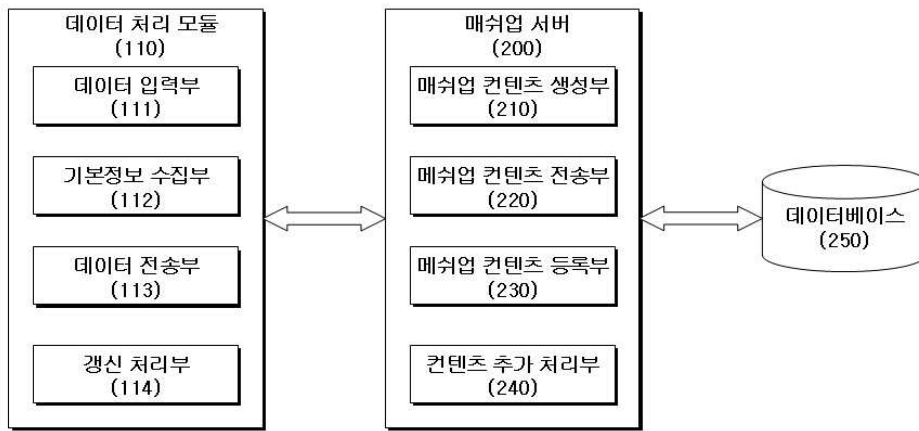 데이터 처리 모듈
(110)
데이터 입력부
(111)
기본정보 수집부
(112)
데이터 전송부
(113)
갱신 처리부
(114)
매쉬업 서버
(200)
매쉬업 컨텐츠 생성부
(210)
메쉬업 컨텐츠 전송부
(220)
메쉬업 컨텐츠 등록부
(230)
컨텐츠 추가 처리부
(240)
데이터베이스
(250)